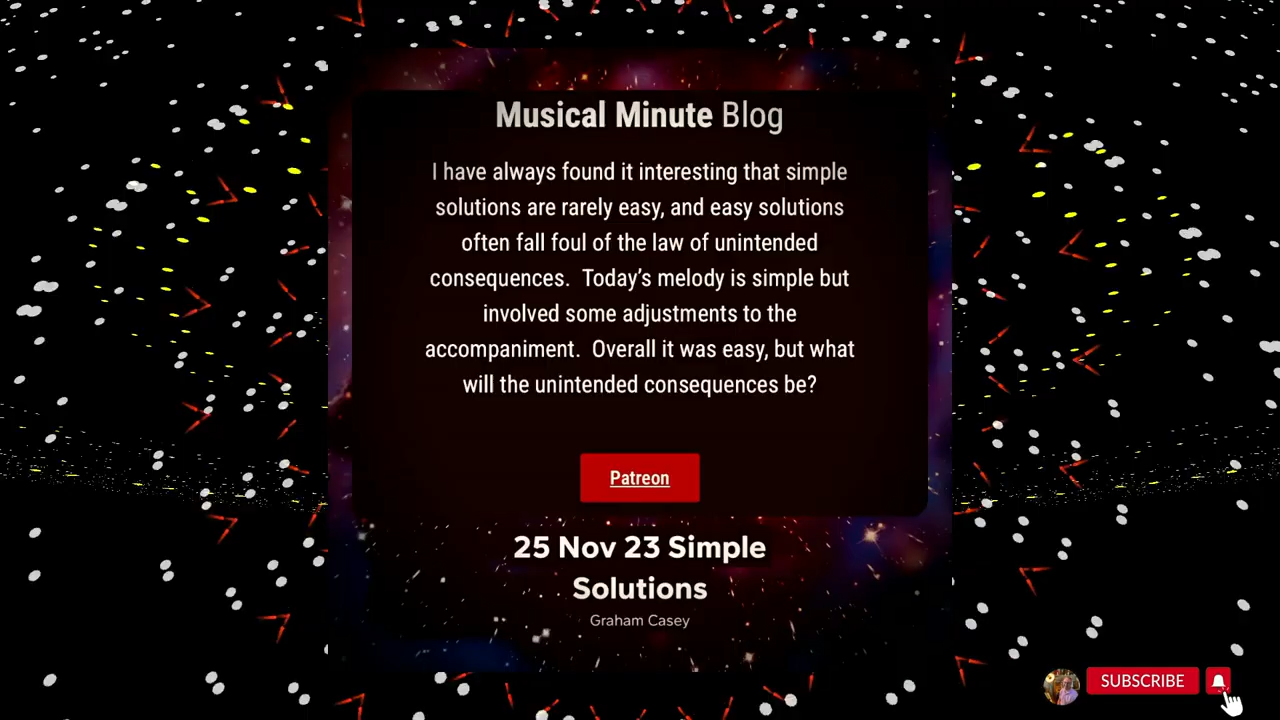 Musical Minute Blog
I have always found it interesting that simple
solutions are rarely easy, and easy solutions
often fall foul of the law of unintended
consequences.  Today’s melody is simple but
involved some adjustments to the
accompaniment.  Overall it was easy, but what
will the unintended consequences be?
Patreon
25 Nov 23 Simple
Solutions
Graham Casey
SUBSCRIBE